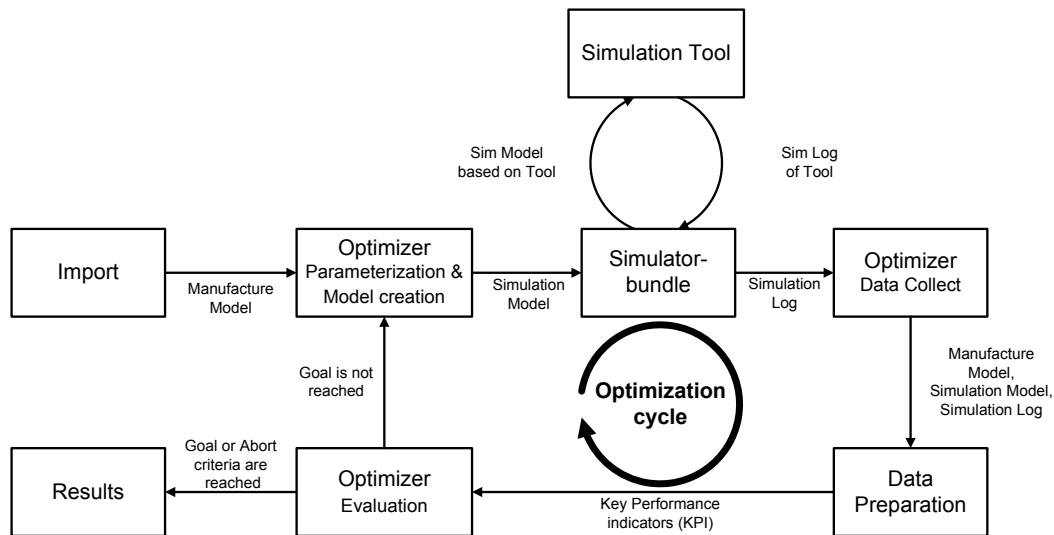 Simulation Tool
Sim Model
based on Tool
Sim Log
of Tool
Import
Manufacture
Model
Optimizer
Parameterization &
Model creation
Simulation
Model
Simulator-
bundle
Simulation
Log
Optimizer
Data Collect
Goal is not
reached
Optimization
cycle
Manufacture
Model,
Simulation Model,
Simulation Log
Results
Goal or Abort
criteria are
reached
Optimizer
Evaluation
Key Performance
indicators (KPI)
Data
Preparation